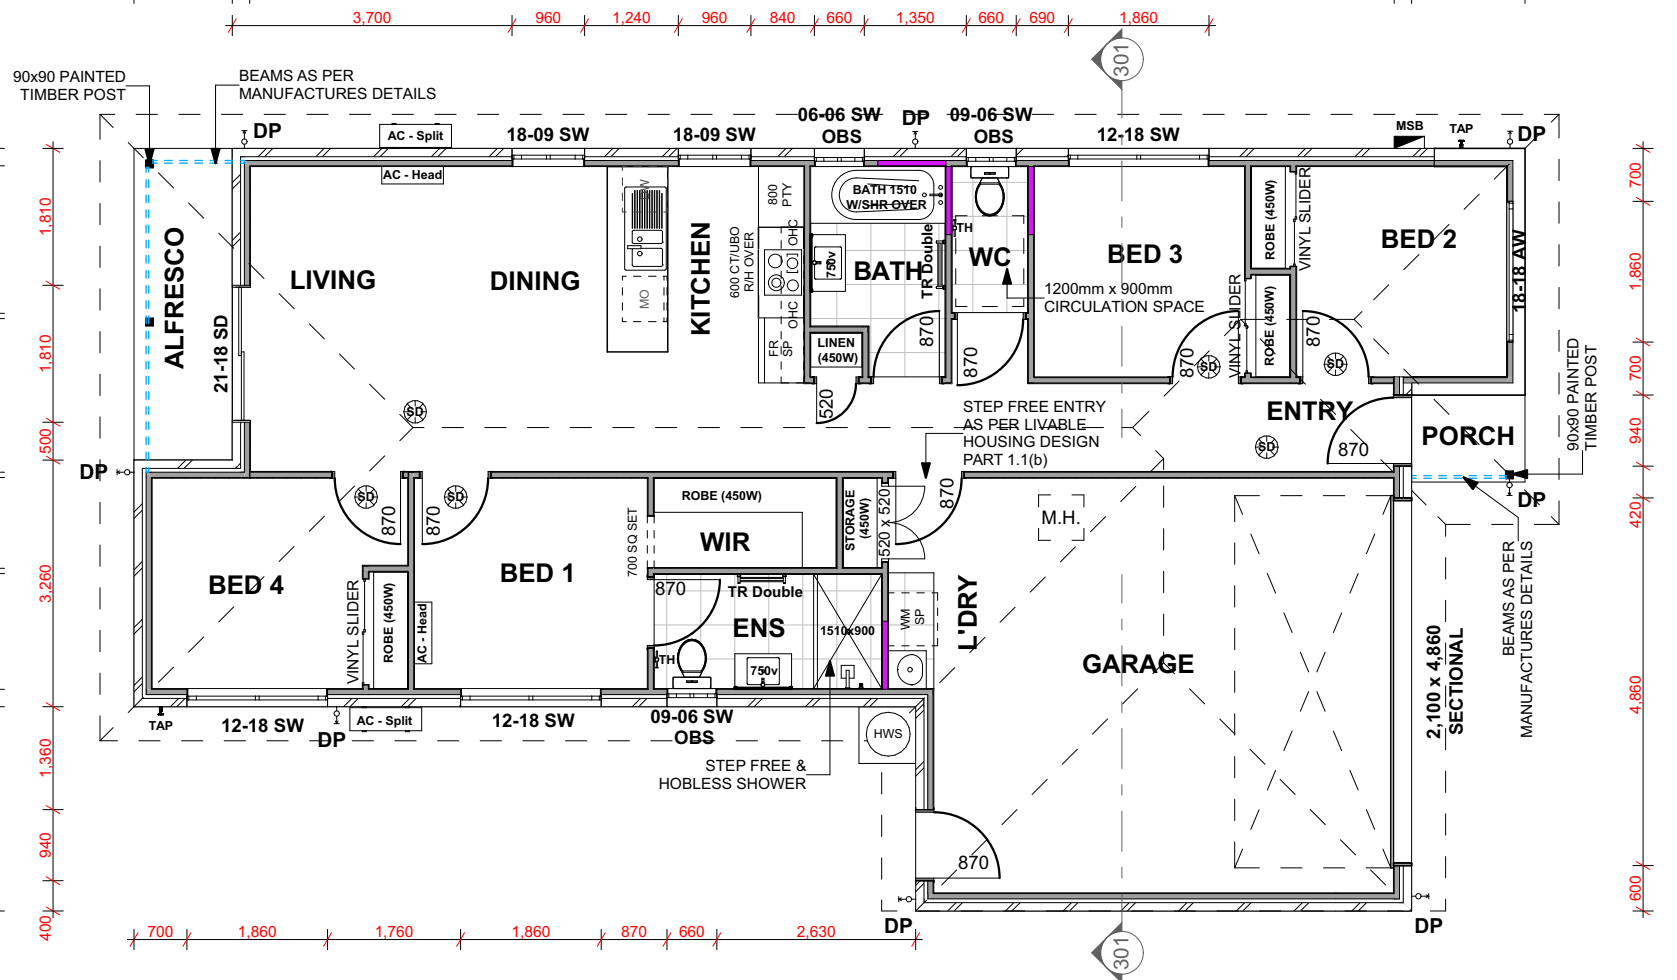 3,700
960
1,240
960
840
660
1,350
660
690
1,860
301
90x90 PAINTED
TIMBER POST
BEAMS AS PER
MANUFACTURES DETAILS
DP
AC - Split
18-09 SW
18-09 SW
06-06 SW
OBS
DP
09-06 SW
OBS
12-18 SW
MSB
TAP
DP
AC - Head
800
PTY
BATH 1510
W/SHR OVER
ROBE (450W)
VINYL SLIDER
700
1,810
ALFRESCO
LIVING
DINING
KITCHEN
MO
600 CT/UBO
R/H OVER
OHC
750v
BATH
TR Double
TH
WC
BED 3
BED 2
18-18 AW
1200mm x 900mm
CIRCULATION SPACE
1,860
1,810
21-18 SD
FR
SP
OHC
LINEN
(450W)
870
870
870
VINYL SLIDER
ROBE (450W)
870
SD
SD
700
SD
520
STEP FREE ENTRY
AS PER LIVABLE
HOUSING DESIGN
PART 1.1(b)
ENTRY
SD
870
PORCH
940
90x90 PAINTED
TIMBER POST
500
DP
SD
SD
870
870
ROBE (450W)
WIR
700 SQ SET
STORAGE
(450W)
520 x 520
870
M.H.
DP
420
3,260
BED 4
VINYL SLIDER
ROBE (450W)
AC - Head
BED 1
870
TR Double
ENS
TH
750v
1510x900
WM
SP
L'DRY
GARAGE
2,100 x 4,860
SECTIONAL
BEAMS AS PER
MANUFACTURES DETAILS
4,860
TAP
12-18 SW
DP
AC - Split
12-18 SW
09-06 SW
OBS
HWS
STEP FREE &
HOBLESS SHOWER
1,360
940
870
600
400
DP
DP
700
1,860
1,760
1,860
870
660
2,630
301